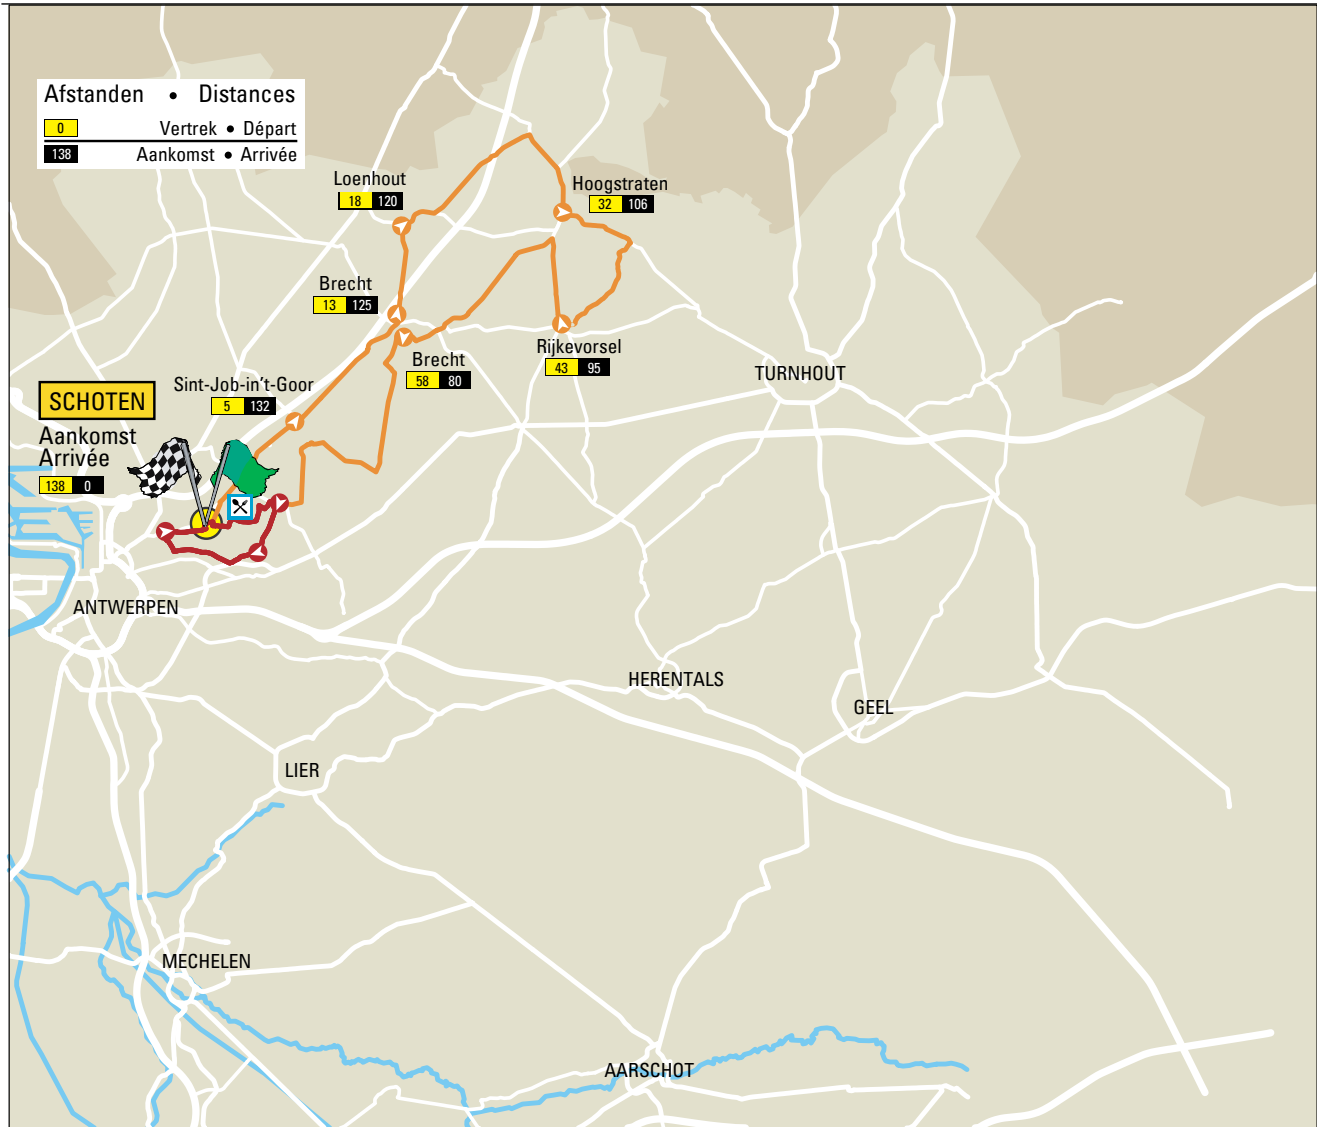 Afstanden • Distances
0 Vertrek • Départ
138 Aankomst • Arrivée
Loenhout
18 120
Hoogstraten
32 106
Brecht
13 125
Rijkevorsel
43 95
Brecht
58 80
Sint-Job-in't-Goor
5 132
SCHOTEN
Aankomst
Arrivée
138 0
TURNHOUT
ANTWERPEN
HERENTALS
GEEL
LIER
MECHELEN
AARSCHOT